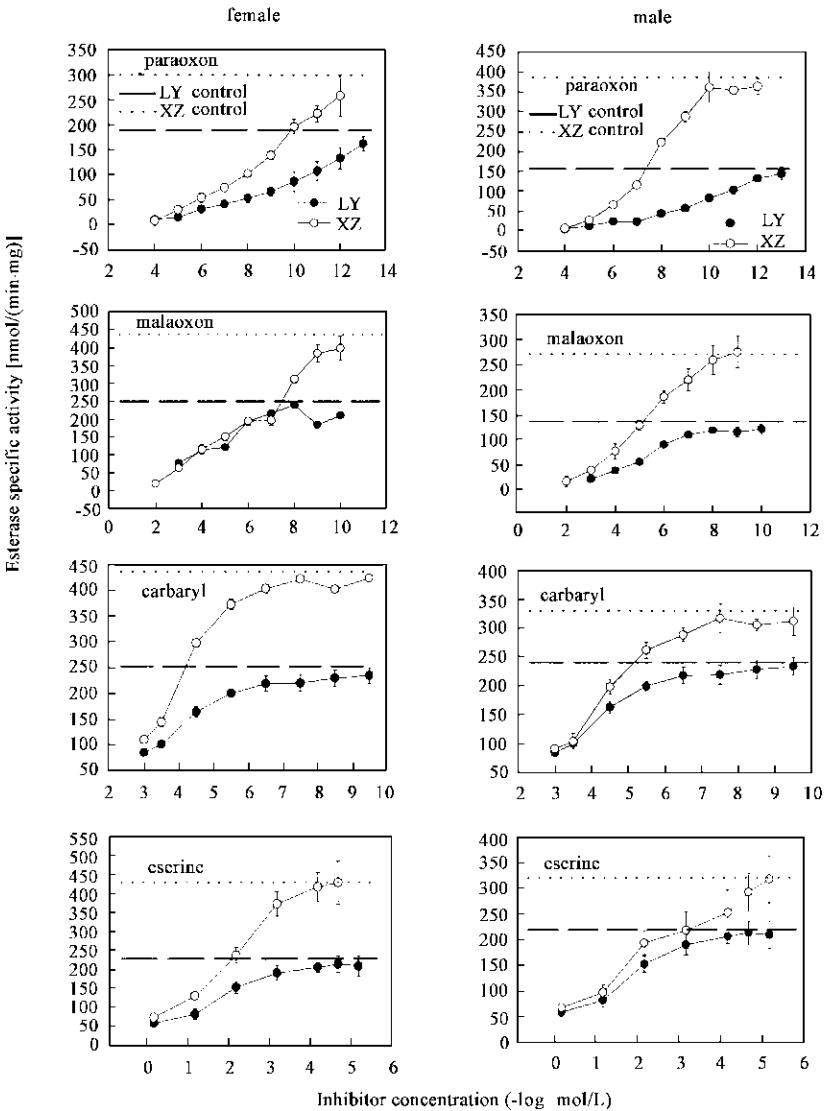 female
male
Esterase specific activity [nmol/(min·mg)]
350
300
250
200
150
100
50
0
-50
paraoxon
LY control
XZ control
LY
XZ
2 4 6 8 10 12 14
450
400
350
300
250
200
150
100
50
0
-50
paraoxon
LY control
XZ control
LY
XZ
2 4 6 8 10 12 14
500
450
400
350
300
250
200
150
100
50
0
-50
malaoxon
0 2 4 6 8 10 12
350
300
250
200
150
100
50
0
-50
malaoxon
0 2 4 6 8 10 12
450
400
350
300
250
200
150
100
50
carbaryl
2 3 4 5 6 7 8 9 10
400
350
300
250
200
150
100
50
carbaryl
2 3 4 5 6 7 8 9 10
550
500
450
400
350
300
250
200
150
100
50
0
eserine
0 1 2 3 4 5 6
400
350
300
250
200
150
100
50
0
eserine
0 1 2 3 4 5 6
Inhibitor concentration (-log mol/L)